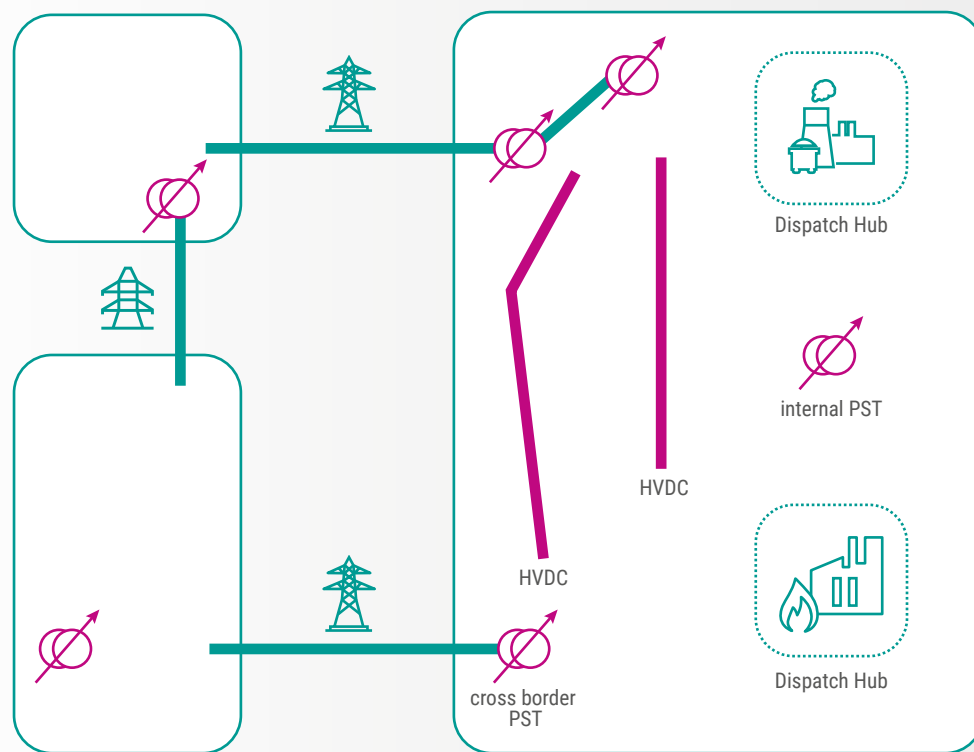 Dispatch Hub
internal PST
HVDC
HVDC
cross border
PST
Dispatch Hub